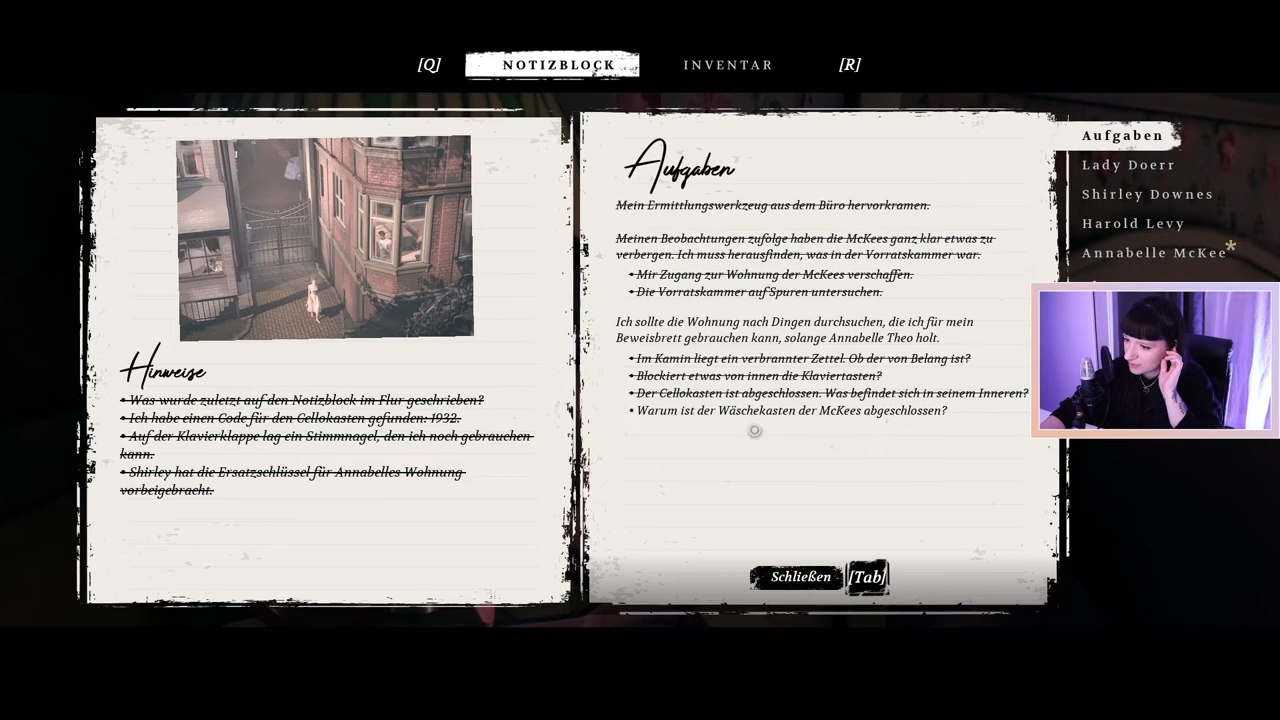 [Q]
NOTIZBLOCK
INVENTAR
[R]
Hinweise
• Was wurde zuletzt auf den Notizblock im Flur geschrieben?
• Ich habe einen Code für den Cellokasten gefunden: 1932.
• Auf der Klavierklappe lag ein Stimmnagel, den ich noch gebrauchen
kann.
• Shirley hat die Ersatzschlüssel für Annabelles Wohnung
vorbeigebracht.
Aufgaben
Mein Ermittlungswerkzeug aus dem Büro hervorkramen.
Meinen Beobachtungen zufolge haben die McKees ganz klar etwas zu
verbergen. Ich muss herausfinden, was in der Vorratskammer war.
• Mir Zugang zur Wohnung der McKees verschaffen.
• Die Vorratskammer auf Spuren untersuchen.
Ich sollte die Wohnung nach Dingen durchsuchen, die ich für mein
Beweisbrett gebrauchen kann, solange Annabelle Theo holt.
• Im Kamin liegt ein verbrannter Zettel. Ob der von Belang ist?
• Blockiert etwas von innen die Klaviertasten?
• Der Cellokasten ist abgeschlossen. Was befindet sich in seinem Inneren?
• Warum ist der Wäschekasten der McKees abgeschlossen?
Schließen [Tab]
Aufgaben
Lady Doerr
Shirley Downes
Harold Levy
Annabelle McKee*